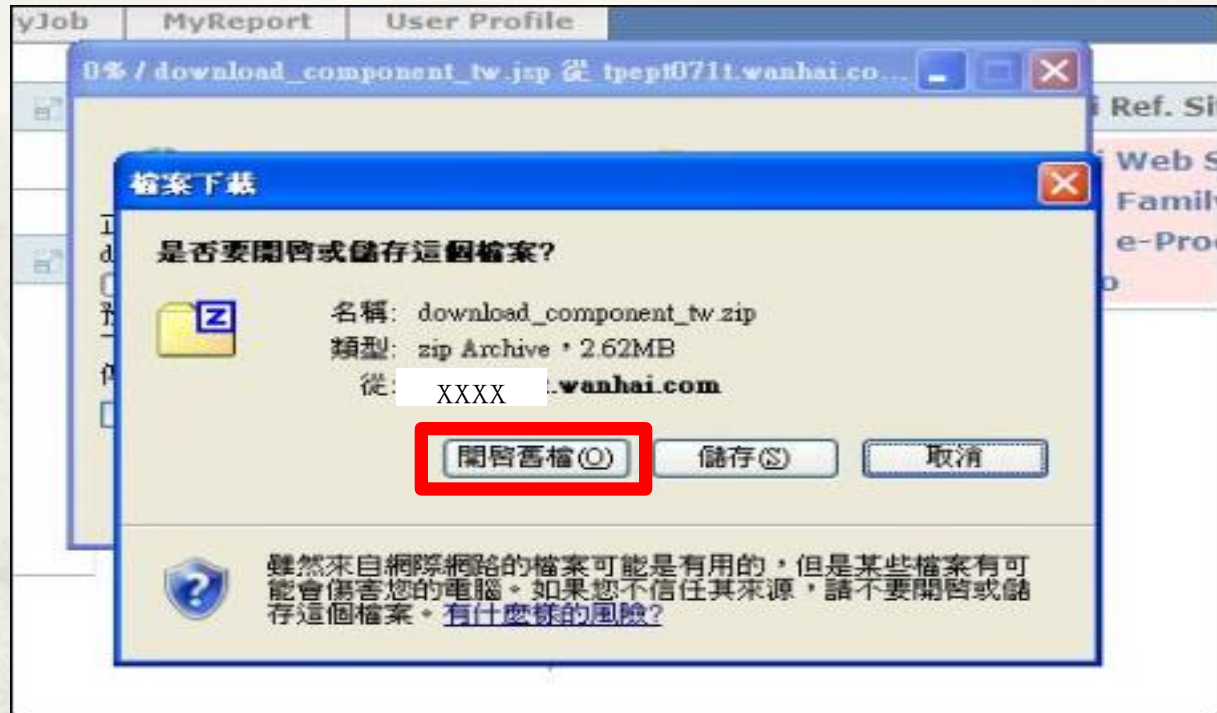 yJob MyReport User Profile
0% / download_component_tw.jsp 從 tpept071t.wanhai.co...
i Ref. Si
i Web S
Family
e-Pro
o
檔案下載
是否要開啟或儲存這個檔案?
名稱: download_component_tw.zip
類型: zip Archive，2.62MB
從: XXXX t.wanhai.com
開啟舊檔(O) 儲存(S) 取消
雖然來自網際網路的檔案可能是有用的，但是某些檔案有可
能會傷害您的電腦。如果您不信任其來源，請不要開啟或儲
存這個檔案。有什麼樣的風險?